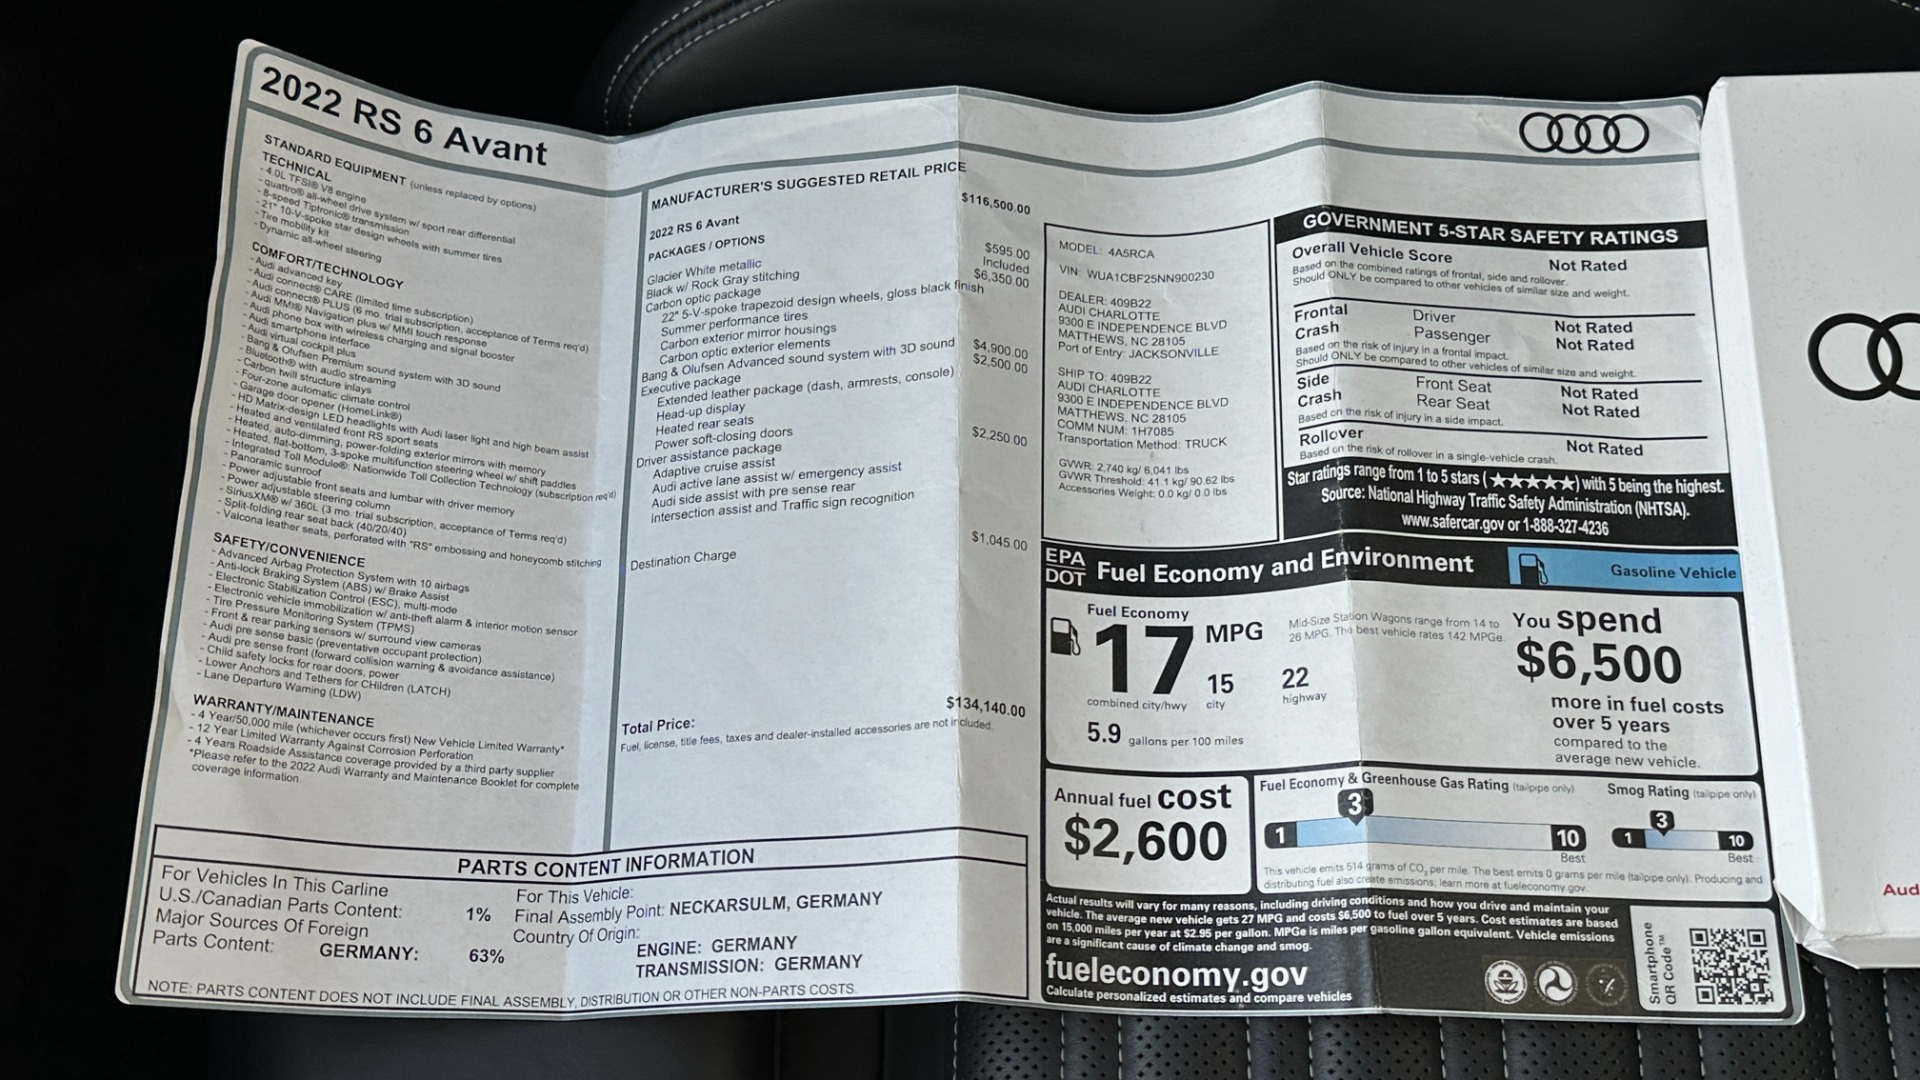 2022 RS 6 Avant
STANDARD EQUIPMENT (unless replaced by options)
TECHNICAL
- 4.0L TFSI® V8 engine
- quattro® all-wheel drive system w/ sport rear differential
- 8-speed Tiptronic® transmission
- 21" 10-V-spoke star design wheels with summer tires
- Tire mobility kit
- Dynamic all-wheel steering
COMFORT/TECHNOLOGY
- Audi advanced key
- Audi connect® CARE (limited time subscription)
- Audi connect® PLUS (6 mo. trial subscription, acceptance of Terms req'd)
- Audi MMI® Navigation plus w/ MMI touch response
- Audi phone box with wireless charging and signal booster
- Audi smartphone interface
- Audi virtual cockpit plus
- Bang & Olufsen Premium sound system with 3D sound
- Bluetooth® with audio streaming
- Carbon twill structure inlays
- Four-zone automatic climate control
- Garage door opener (HomeLink®)
- HD Matrix-design LED headlights with Audi laser light and high beam assist
- Heated and ventilated front RS sport seats
- Heated, auto-dimming, power-folding exterior mirrors with memory
- Heated, flat-bottom, 3-spoke multifunction steering wheel w/ shift paddles
- Integrated Toll Module®: Nationwide Toll Collection Technology (subscription req'd)
- Panoramic sunroof
- Power adjustable front seats and lumbar with driver memory
- Power adjustable steering column
- SiriusXM® w/ 360L (3 mo. trial subscription, acceptance of Terms req'd)
- Split-folding rear seat back (40/20/40)
- Valcona leather seats, perforated with "RS" embossing and honeycomb stitching
SAFETY/CONVENIENCE
- Advanced Airbag Protection System with 10 airbags
- Anti-lock Braking System (ABS) w/ Brake Assist
- Electronic Stabilization Control (ESC), multi-mode
- Electronic vehicle immobilization w/ anti-theft alarm & interior motion sensor
- Tire Pressure Monitoring System (TPMS)
- Front & rear parking sensors w/ surround view cameras
- Audi pre sense basic (preventative occupant protection)
- Audi pre sense front (forward collision warning & avoidance assistance)
- Child safety locks for rear doors, power
- Lower Anchors and Tethers for CHildren (LATCH)
- Lane Departure Warning (LDW)
WARRANTY/MAINTENANCE
- 4 Year/50,000 mile (whichever occurs first) New Vehicle Limited Warranty*
- 12 Year Limited Warranty Against Corrosion Perforation
- 4 Years Roadside Assistance coverage provided by a third party supplier
*Please refer to the 2022 Audi Warranty and Maintenance Booklet for complete
coverage information.
MANUFACTURER'S SUGGESTED RETAIL PRICE
2022 RS 6 Avant $116,500.00
PACKAGES / OPTIONS
Glacier White metallic $595.00
Black w/ Rock Gray stitching Included
Carbon optic package $6,350.00
22" 5-V-spoke trapezoid design wheels, gloss black finish
Summer performance tires
Carbon exterior mirror housings
Carbon optic exterior elements
Bang & Olufsen Advanced sound system with 3D sound $4,900.00
Executive package $2,500.00
Extended leather package (dash, armrests, console)
Head-up display
Heated rear seats
Power soft-closing doors
Driver assistance package $2,250.00
Adaptive cruise assist
Audi active lane assist w/ emergency assist
Audi side assist with pre sense rear
Intersection assist and Traffic sign recognition
Destination Charge $1,045.00
Total Price: $134,140.00
Fuel, license, title fees, taxes and dealer-installed accessories are not included.
PARTS CONTENT INFORMATION
For Vehicles In This Carline
U.S./Canadian Parts Content: 1%
Major Sources Of Foreign
Parts Content: GERMANY: 63%
For This Vehicle:
Final Assembly Point: NECKARSULM, GERMANY
Country Of Origin:
ENGINE: GERMANY
TRANSMISSION: GERMANY
NOTE: PARTS CONTENT DOES NOT INCLUDE FINAL ASSEMBLY, DISTRIBUTION OR OTHER NON-PARTS COSTS.
MODEL: 4A5RCA
VIN: WUA1CBF25NN900230
DEALER: 409B22
AUDI CHARLOTTE
9300 E INDEPENDENCE BLVD
MATTHEWS, NC 28105
Port of Entry: JACKSONVILLE
SHIP TO: 409B22
AUDI CHARLOTTE
9300 E INDEPENDENCE BLVD
MATTHEWS, NC 28105
COMM NUM: 1H7085
Transportation Method: TRUCK
GVWR: 2,740 kg/ 6,041 lbs
GVWR Threshold: 41.1 kg/ 90.62 lbs
Accessories Weight: 0.0 kg/ 0.0 lbs
GOVERNMENT 5-STAR SAFETY RATINGS
Overall Vehicle Score Not Rated
Based on the combined ratings of frontal, side and rollover.
Should ONLY be compared to other vehicles of similar size and weight.
Frontal Driver Not Rated
Crash Passenger Not Rated
Based on the risk of injury in a frontal impact.
Should ONLY be compared to other vehicles of similar size and weight.
Side Front Seat Not Rated
Crash Rear Seat Not Rated
Based on the risk of injury in a side impact.
Rollover Not Rated
Based on the risk of rollover in a single-vehicle crash.
Star ratings range from 1 to 5 stars (★★★★★) with 5 being the highest.
Source: National Highway Traffic Safety Administration (NHTSA).
www.safercar.gov or 1-888-327-4236
EPA
DOT Fuel Economy and Environment
Gasoline Vehicle
Fuel Economy
17 MPG
15 22
combined city/hwy city highway
5.9 gallons per 100 miles
Mid-Size Station Wagons range from 14 to
26 MPG. The best vehicle rates 142 MPGe.
You Spend
$6,500
more in fuel costs
over 5 years
compared to the
average new vehicle.
Annual fuel COST
$2,600
Fuel Economy & Greenhouse Gas Rating (tailpipe only)
3
1 10
Best
Smog Rating (tailpipe only)
3
1 10
Best
This vehicle emits 514 grams of CO2 per mile. The best emits 0 grams per mile (tailpipe only). Producing and
distributing fuel also create emissions; learn more at fueleconomy.gov.
Actual results will vary for many reasons, including driving conditions and how you drive and maintain your
vehicle. The average new vehicle gets 27 MPG and costs $6,500 to fuel over 5 years. Cost estimates are based
on 15,000 miles per year at $2.95 per gallon. MPGe is miles per gasoline gallon equivalent. Vehicle emissions
are a significant cause of climate change and smog.
fueleconomy.gov
Calculate personalized estimates and compare vehicles
Smartphone
QR Code™
Aud